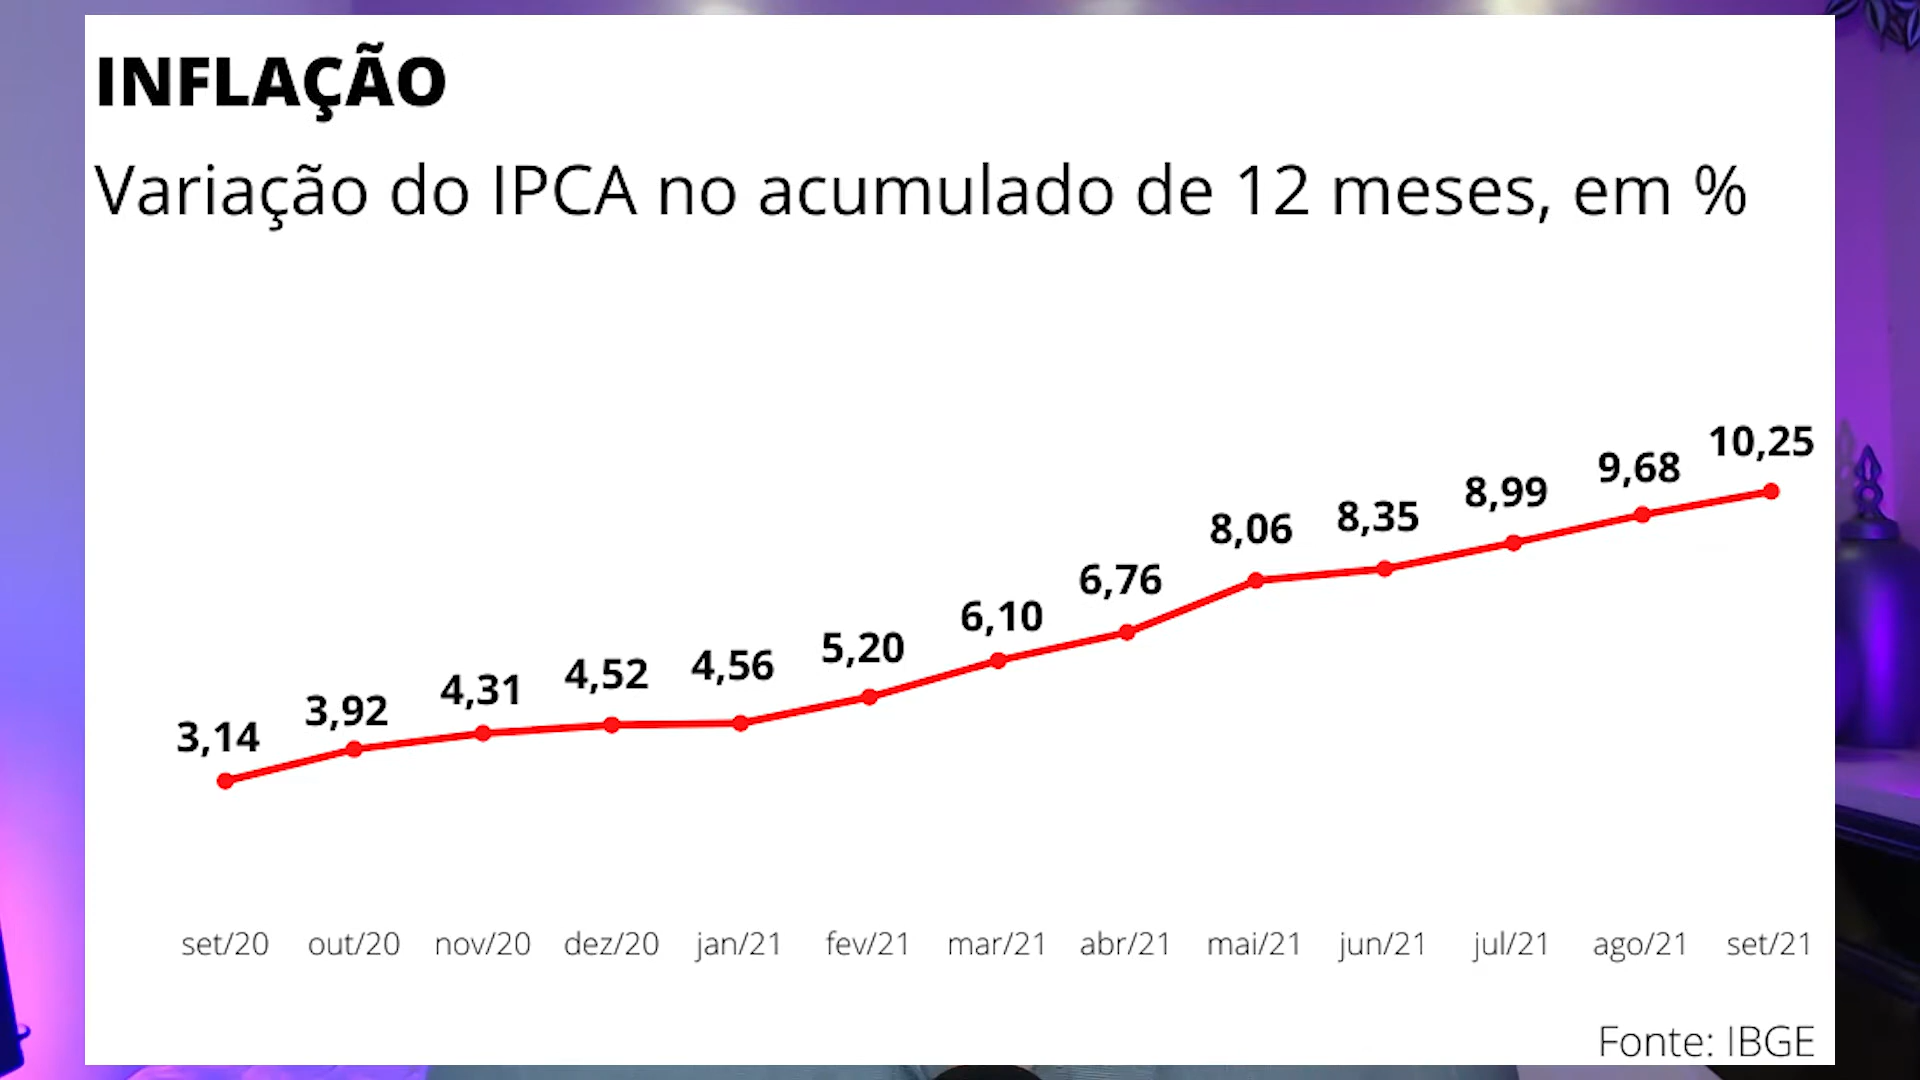 INFLAÇÃO
Variação do IPCA no acumulado de 12 meses, em %
3,14 3,92 4,31 4,52 4,56 5,20 6,10 6,76 8,06 8,35 8,99 9,68 10,25
set/20 out/20 nov/20 dez/20 jan/21 fev/21 mar/21 abr/21 mai/21 jun/21 jul/21 ago/21 set/21
Fonte: IBGE